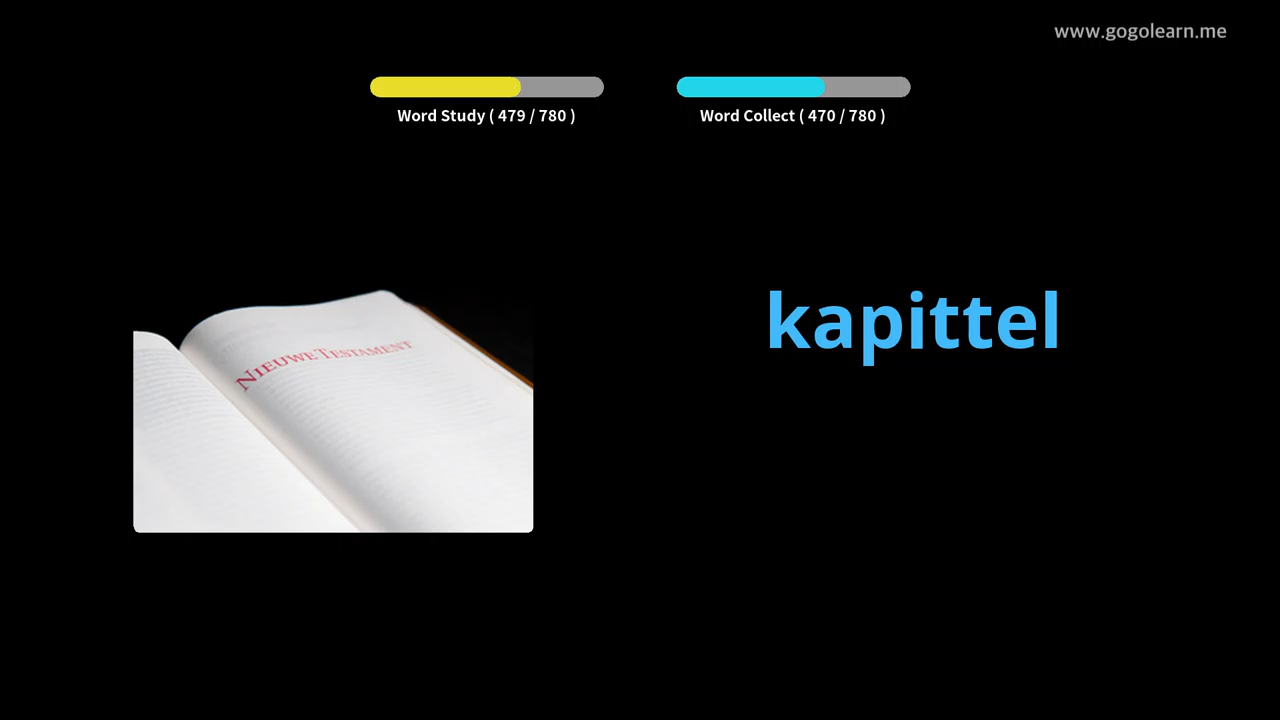 www.gogolearn.me
Word Study ( 479 / 780 )
Word Collect ( 470 / 780 )
NIEUWE TESTAMENT
kapittel